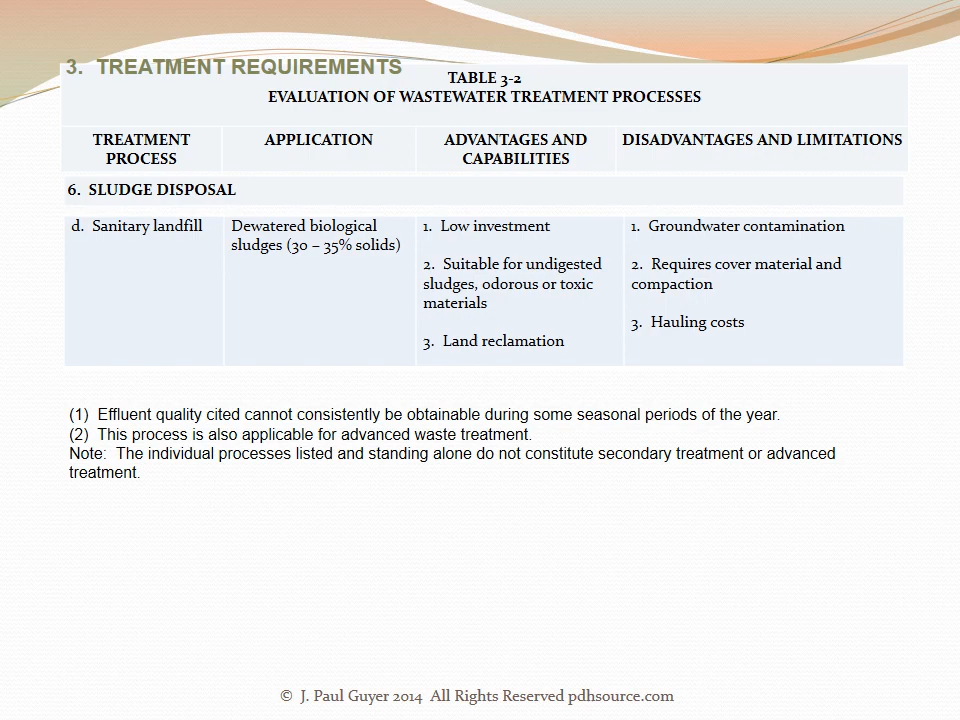 3. TREATMENT REQUIREMENTS
TABLE 3-2
EVALUATION OF WASTEWATER TREATMENT PROCESSES
TREATMENT PROCESS
APPLICATION
ADVANTAGES AND CAPABILITIES
DISADVANTAGES AND LIMITATIONS
6. SLUDGE DISPOSAL
d. Sanitary landfill
Dewatered biological
sludges (30 – 35% solids)
1. Low investment
2. Suitable for undigested
sludges, odorous or toxic
materials
3. Land reclamation
1. Groundwater contamination
2. Requires cover material and
compaction
3. Hauling costs
(1) Effluent quality cited cannot consistently be obtainable during some seasonal periods of the year.
(2) This process is also applicable for advanced waste treatment.
Note: The individual processes listed and standing alone do not constitute secondary treatment or advanced
treatment.
© J. Paul Guyer 2014 All Rights Reserved pdhsource.com